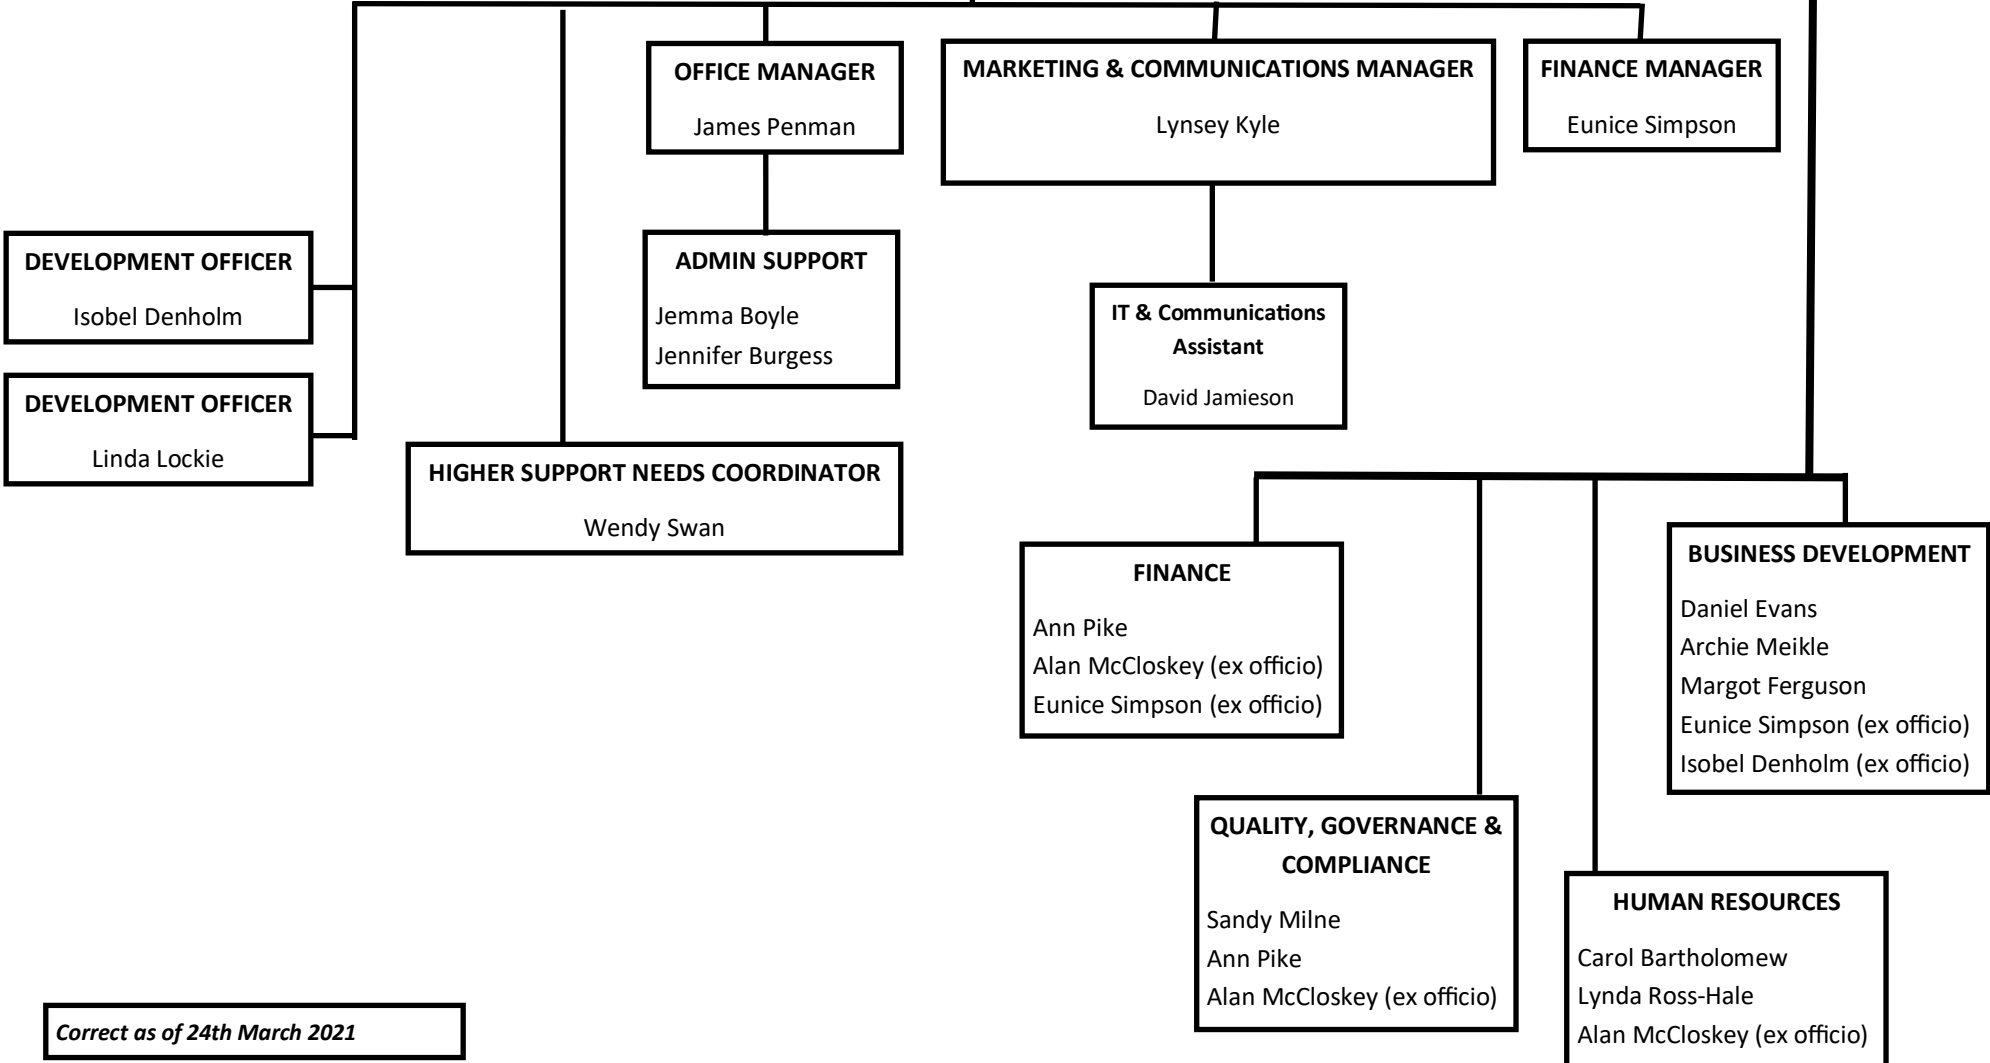 OFFICE MANAGER
James Penman
MARKETING & COMMUNICATIONS MANAGER
Lynsey Kyle
FINANCE MANAGER
Eunice Simpson
DEVELOPMENT OFFICER
Isobel Denholm
ADMIN SUPPORT
Jemma Boyle
Jennifer Burgess
IT & Communications
Assistant
David Jamieson
DEVELOPMENT OFFICER
Linda Lockie
HIGHER SUPPORT NEEDS COORDINATOR
Wendy Swan
FINANCE
Ann Pike
Alan McCloskey (ex officio)
Eunice Simpson (ex officio)
BUSINESS DEVELOPMENT
Daniel Evans
Archie Meikle
Margot Ferguson
Eunice Simpson (ex officio)
Isobel Denholm (ex officio)
QUALITY, GOVERNANCE &
COMPLIANCE
Sandy Milne
Ann Pike
Alan McCloskey (ex officio)
HUMAN RESOURCES
Carol Bartholomew
Lynda Ross-Hale
Alan McCloskey (ex officio)
Correct as of 24th March 2021